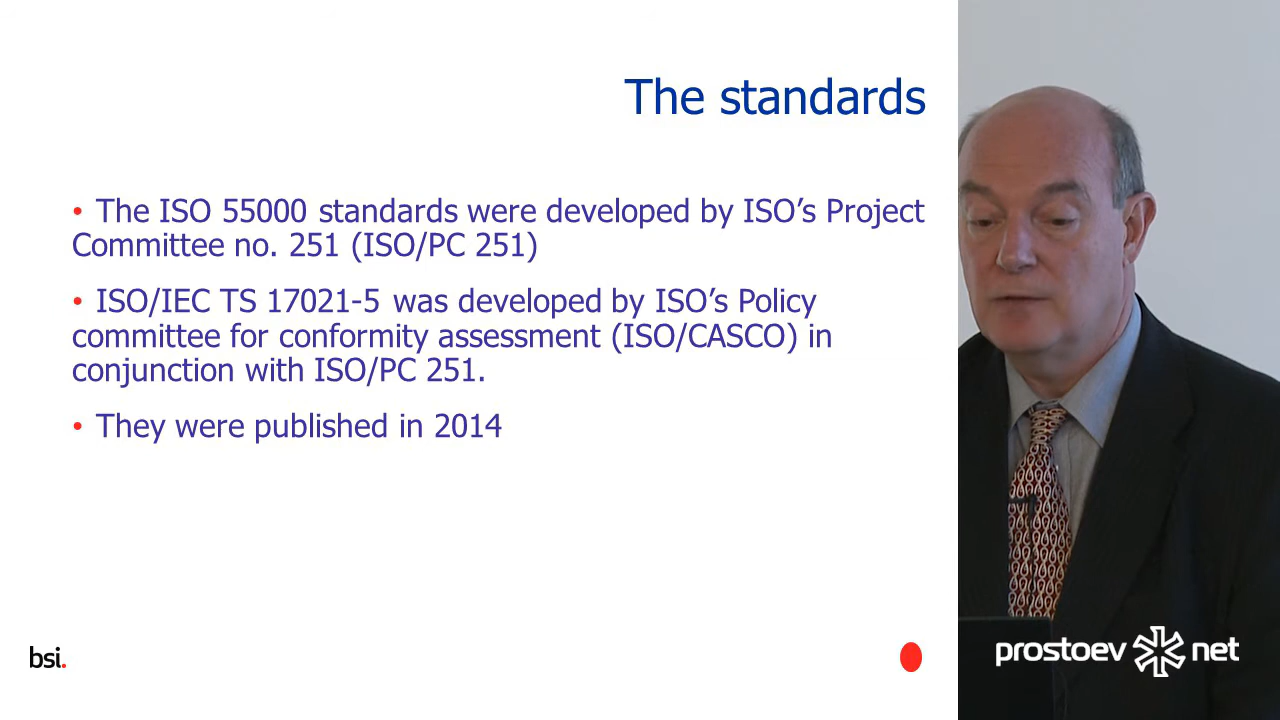 The standards
• The ISO 55000 standards were developed by ISO’s Project
Committee no. 251 (ISO/PC 251)
• ISO/IEC TS 17021-5 was developed by ISO’s Policy
committee for conformity assessment (ISO/CASCO) in
conjunction with ISO/PC 251.
• They were published in 2014
bsi.
prostoev net